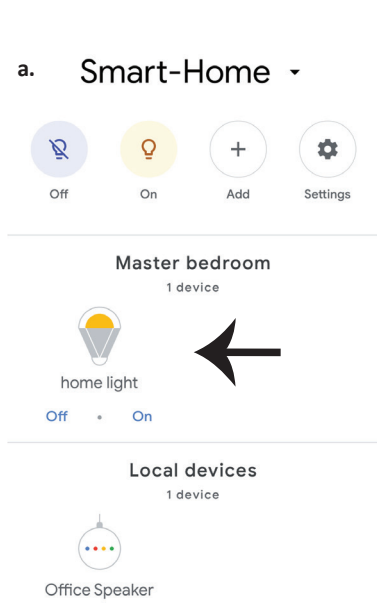 a. Smart-Home
Off On Add Settings
Master bedroom
1 device
home light
Off • On
Local devices
1 device
Office Speaker